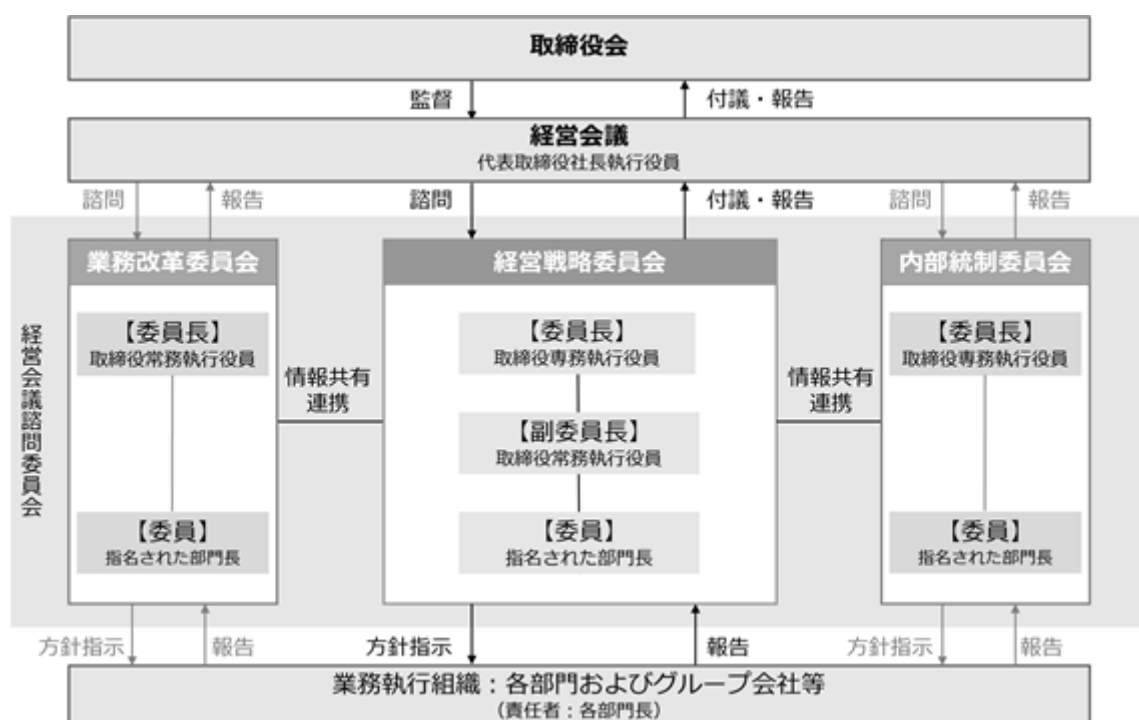 取締役会
監督
付議・報告
経営会議
代表取締役社長執行役員
諮問
報告
諮問
付議・報告
諮問
報告
経営会議諮問委員会
業務改革委員会
【委員長】
取締役常務執行役員
【委員】
指名された部門長
情報共有
連携
経営戦略委員会
【委員長】
取締役専務執行役員
【副委員長】
取締役常務執行役員
【委員】
指名された部門長
情報共有
連携
内部統制委員会
【委員長】
取締役専務執行役員
【委員】
指名された部門長
方針指示
報告
方針指示
報告
方針指示
報告
業務執行組織：各部門およびグループ会社等
（責任者：各部門長）